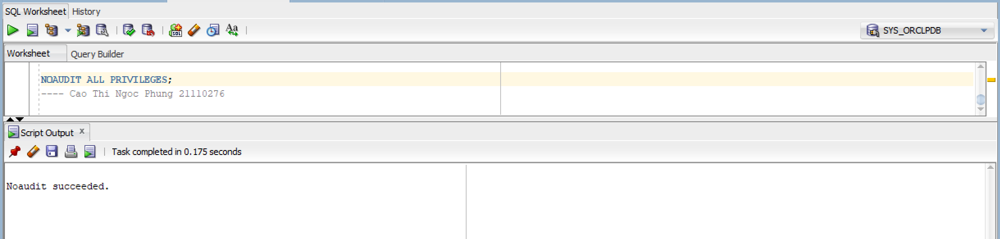 SQL Worksheet History
SYS_ORCLPDB
Worksheet Query Builder
NOAUDIT ALL PRIVILEGES;
---- Cao Thi Ngoc Phung 21110276
Script Output x
Task completed in 0.175 seconds
Noaudit succeeded.